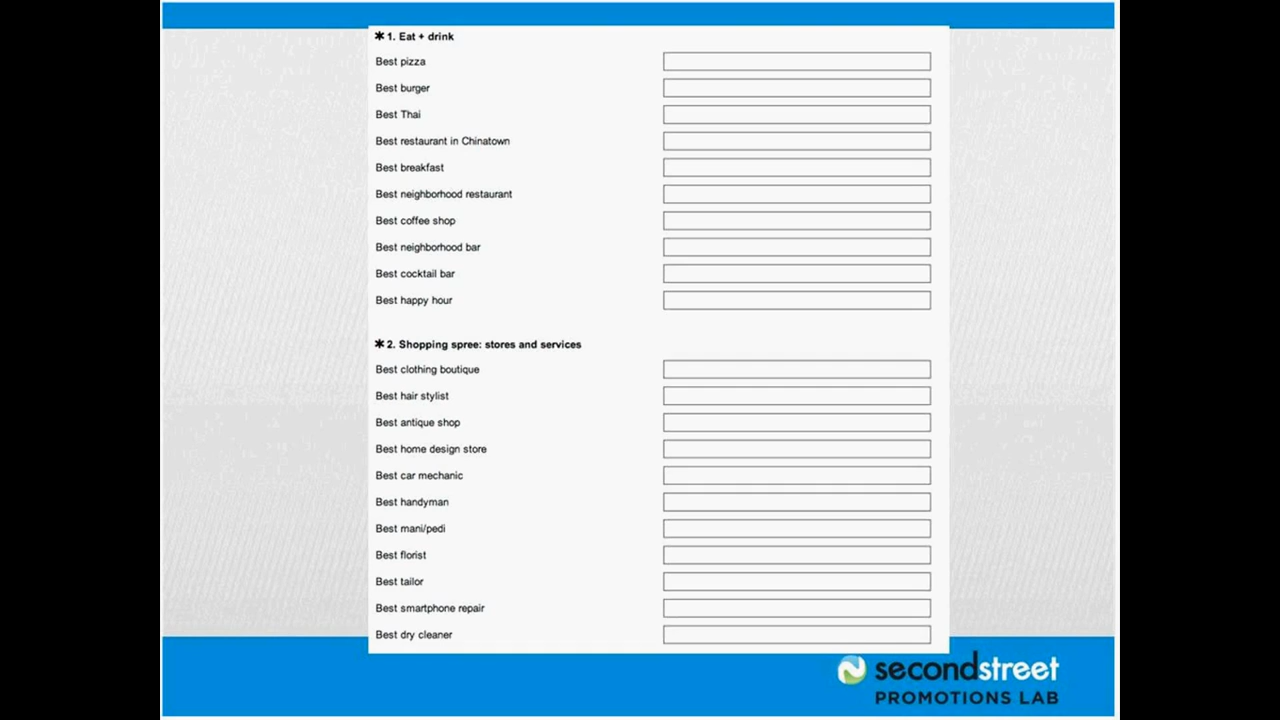 ✱ 1. Eat + drink
Best pizza
Best burger
Best Thai
Best restaurant in Chinatown
Best breakfast
Best neighborhood restaurant
Best coffee shop
Best neighborhood bar
Best cocktail bar
Best happy hour
✱ 2. Shopping spree: stores and services
Best clothing boutique
Best hair stylist
Best antique shop
Best home design store
Best car mechanic
Best handyman
Best mani/pedi
Best florist
Best tailor
Best smartphone repair
Best dry cleaner
secondstreet
PROMOTIONS LAB